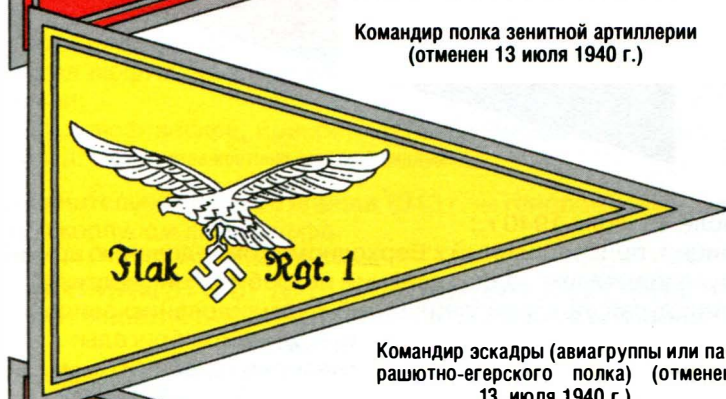 Командир полка зенитной артиллерии
(отменен 13 июля 1940 г.)
Flak Rgt. 1
Командир эскадры (авиагруппы или па-
рашютно-егерского полка) (отменен
13 июля 1940 г.)